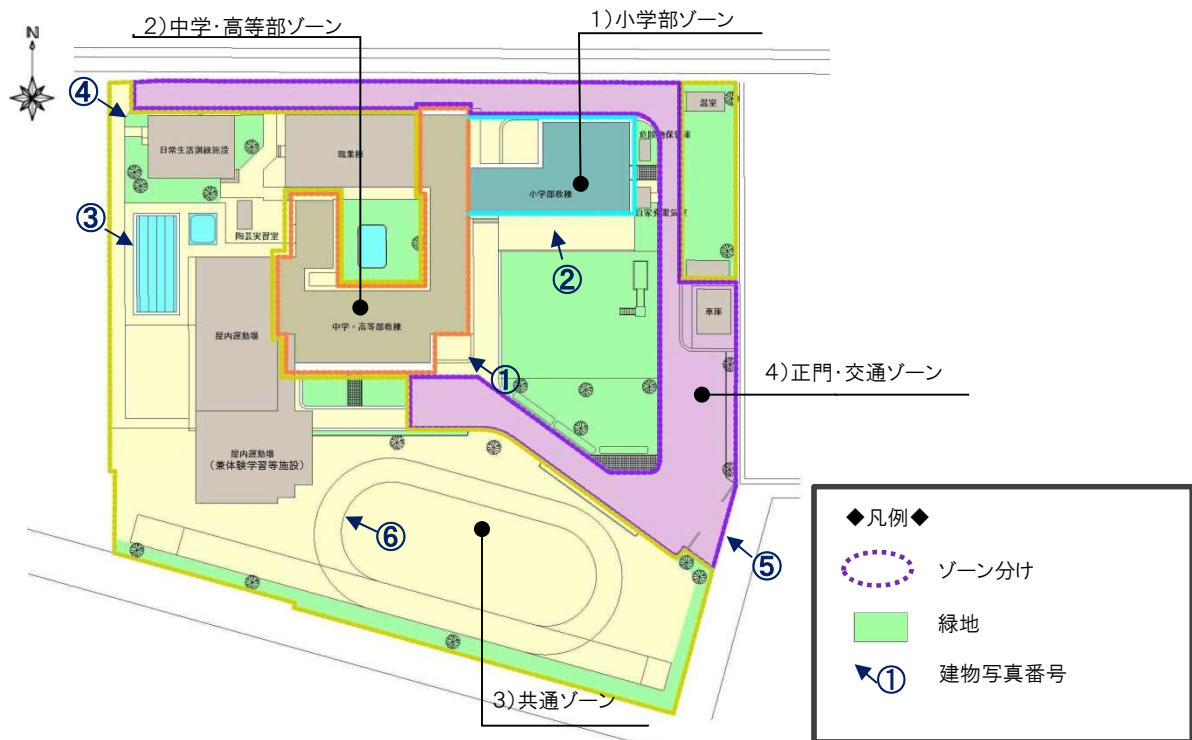 1)小学部ゾーン
2)中学・高等部ゾーン
N
④
温室
危険物保管庫
日常生活訓練施設
職業棟
小学部教棟
自家発電気室
③
陶芸実習室
②
車庫
中学・高等部教棟
屋内運動場
①
4)正門・交通ゾーン
屋内運動場
(兼体験学習等施設)
⑥
⑤
◆凡例◆
ゾーン分け
緑地
① 建物写真番号
3)共通ゾーン